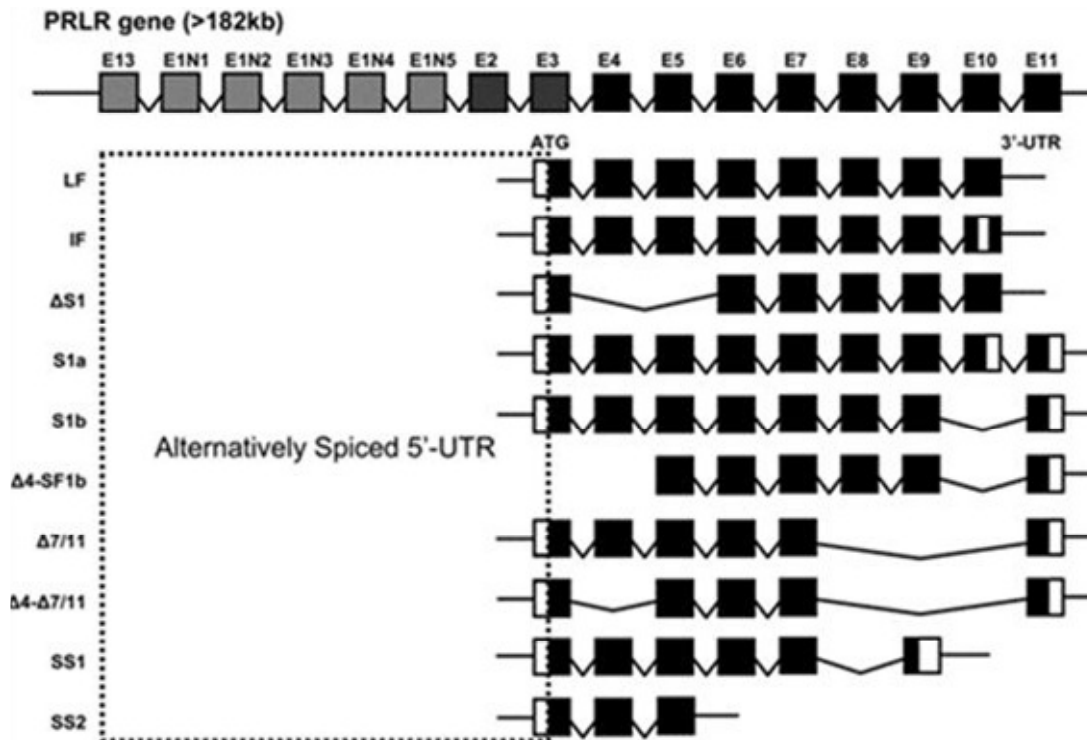 PRLR gene (>182kb)
E13 E1N1 E1N2 E1N3 E1N4 E1N5 E2 E3 E4 E5 E6 E7 E8 E9 E10 E11
ATG 3'-UTR
LF
IF
ΔS1
S1a
S1b
Alternatively Spiced 5'-UTR
Δ4-SF1b
Δ7/11
Δ4-Δ7/11
SS1
SS2